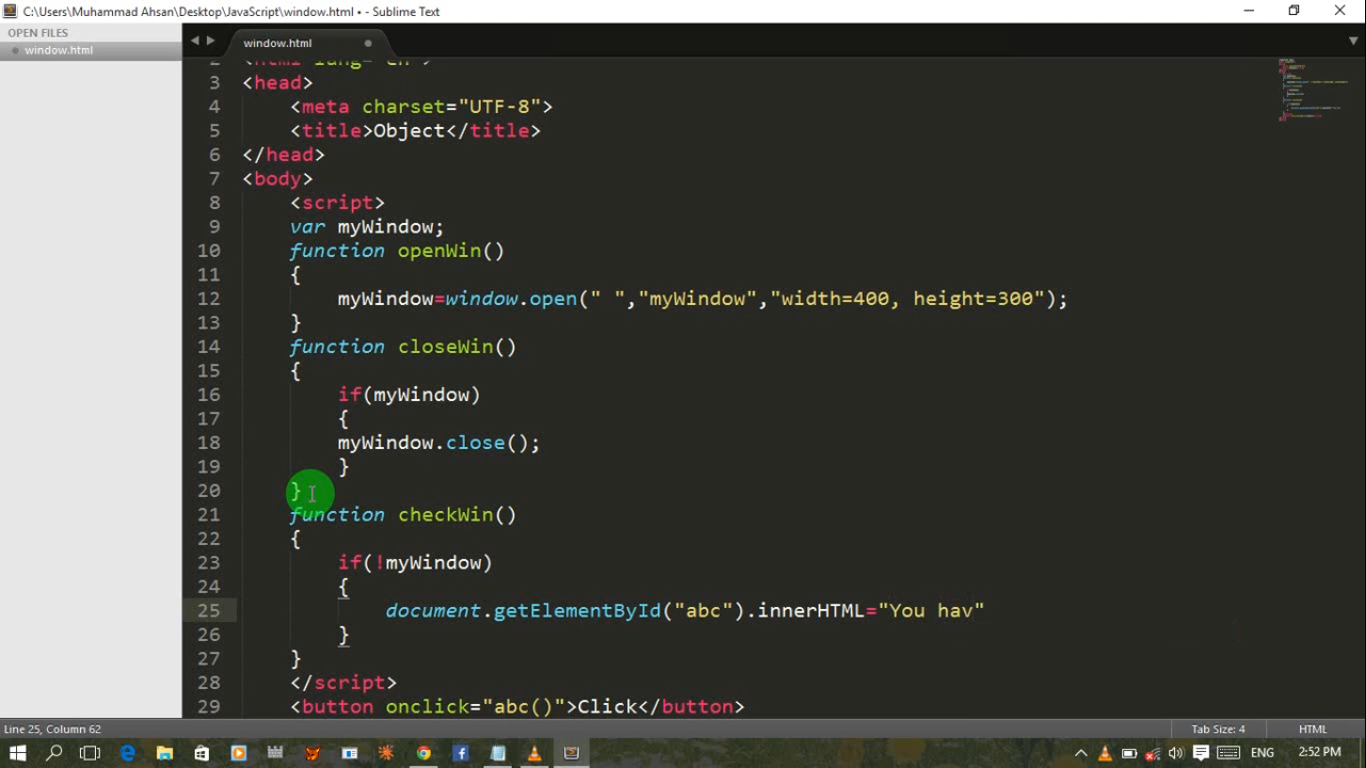 C:\Users\Muhammad Ahsan\Desktop\JavaScript\window.html • - Sublime Text
OPEN FILES
window.html
window.html
2 <html lang="en">
3 <head>
4 <meta charset="UTF-8">
5 <title>Object</title>
6 </head>
7 <body>
8 <script>
9 var myWindow;
10 function openWin()
11 {
12 myWindow=window.open(" ","myWindow","width=400, height=300");
13 }
14 function closeWin()
15 {
16 if(myWindow)
17 {
18 myWindow.close();
19 }
20 }
21 function checkWin()
22 {
23 if(!myWindow)
24 {
25 document.getElementById("abc").innerHTML="You hav"
26 }
27 }
28 </script>
29 <button onclick="abc()">Click</button>
Line 25, Column 62
Tab Size: 4
HTML
ENG
2:52 PM